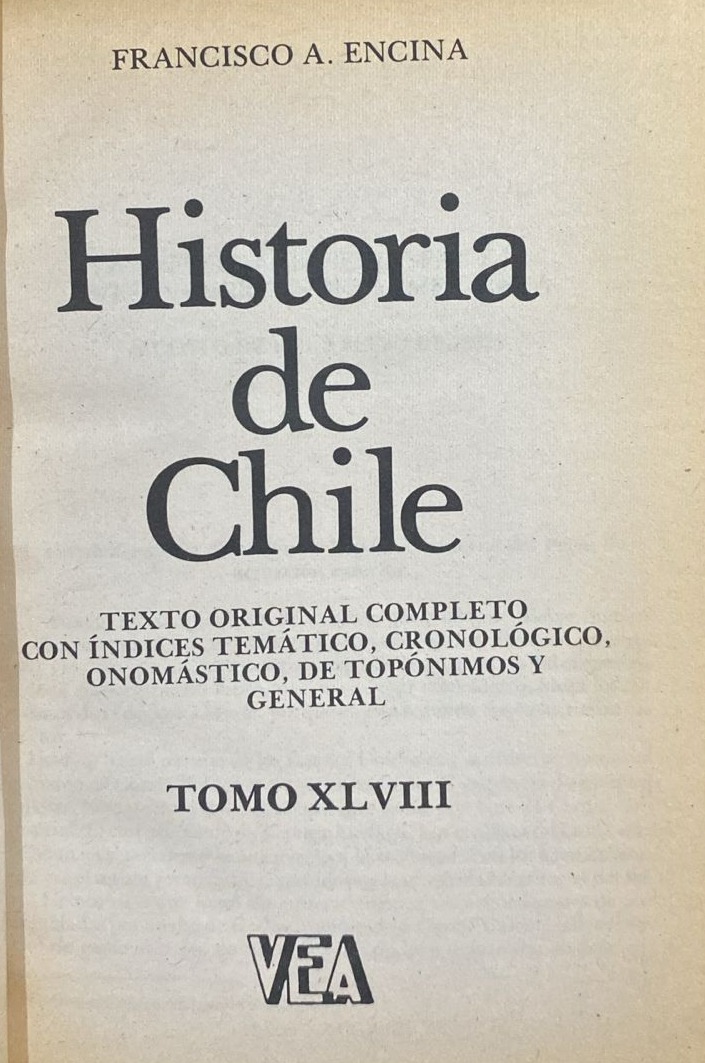 FRANCISCO A. ENCINA
Historia
de
Chile
TEXTO ORIGINAL COMPLETO
CON ÍNDICES TEMÁTICO, CRONOLÓGICO,
ONOMÁSTICO, DE TOPÓNIMOS Y
GENERAL
TOMO XLVIII
VEA